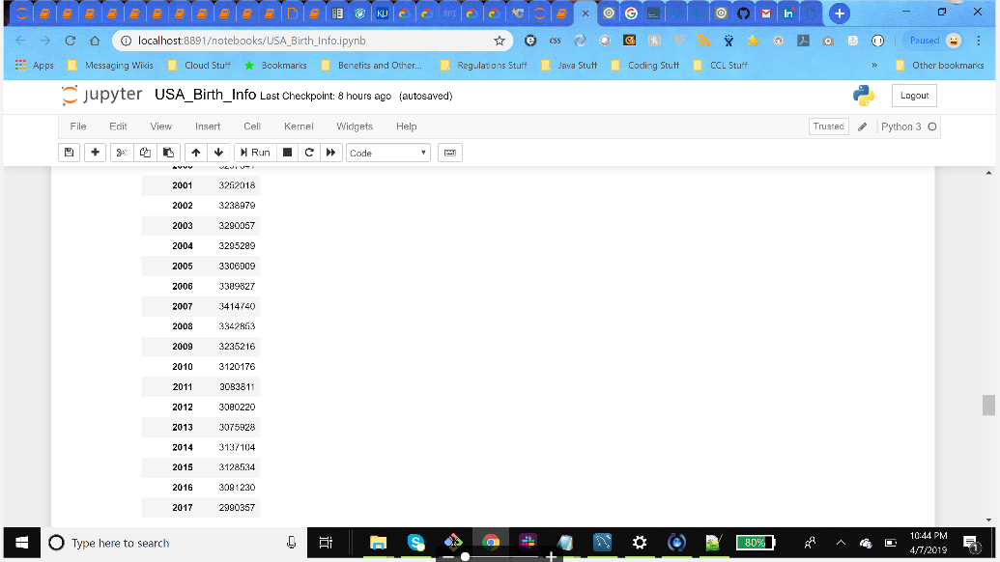 localhost:8891/notebooks/USA_Birth_Info.ipynb
Paused
Apps Messaging Wikis Cloud Stuff Bookmarks Benefits and Other... Regulations Stuff Java Stuff Coding Stuff CCL Stuff » Other bookmarks
jupyter USA_Birth_Info Last Checkpoint: 8 hours ago (autosaved) Logout
File Edit View Insert Cell Kernel Widgets Help Trusted Python 3
Run Code
2001 3252018
2002 3238979
2003 3290057
2004 3295289
2005 3306909
2006 3389627
2007 3414740
2008 3342853
2009 3235216
2010 3120176
2011 3083811
2012 3080220
2013 3075928
2014 3137104
2015 3128534
2016 3091230
2017 2990357
Type here to search
80%
10:44 PM
4/7/2019
1